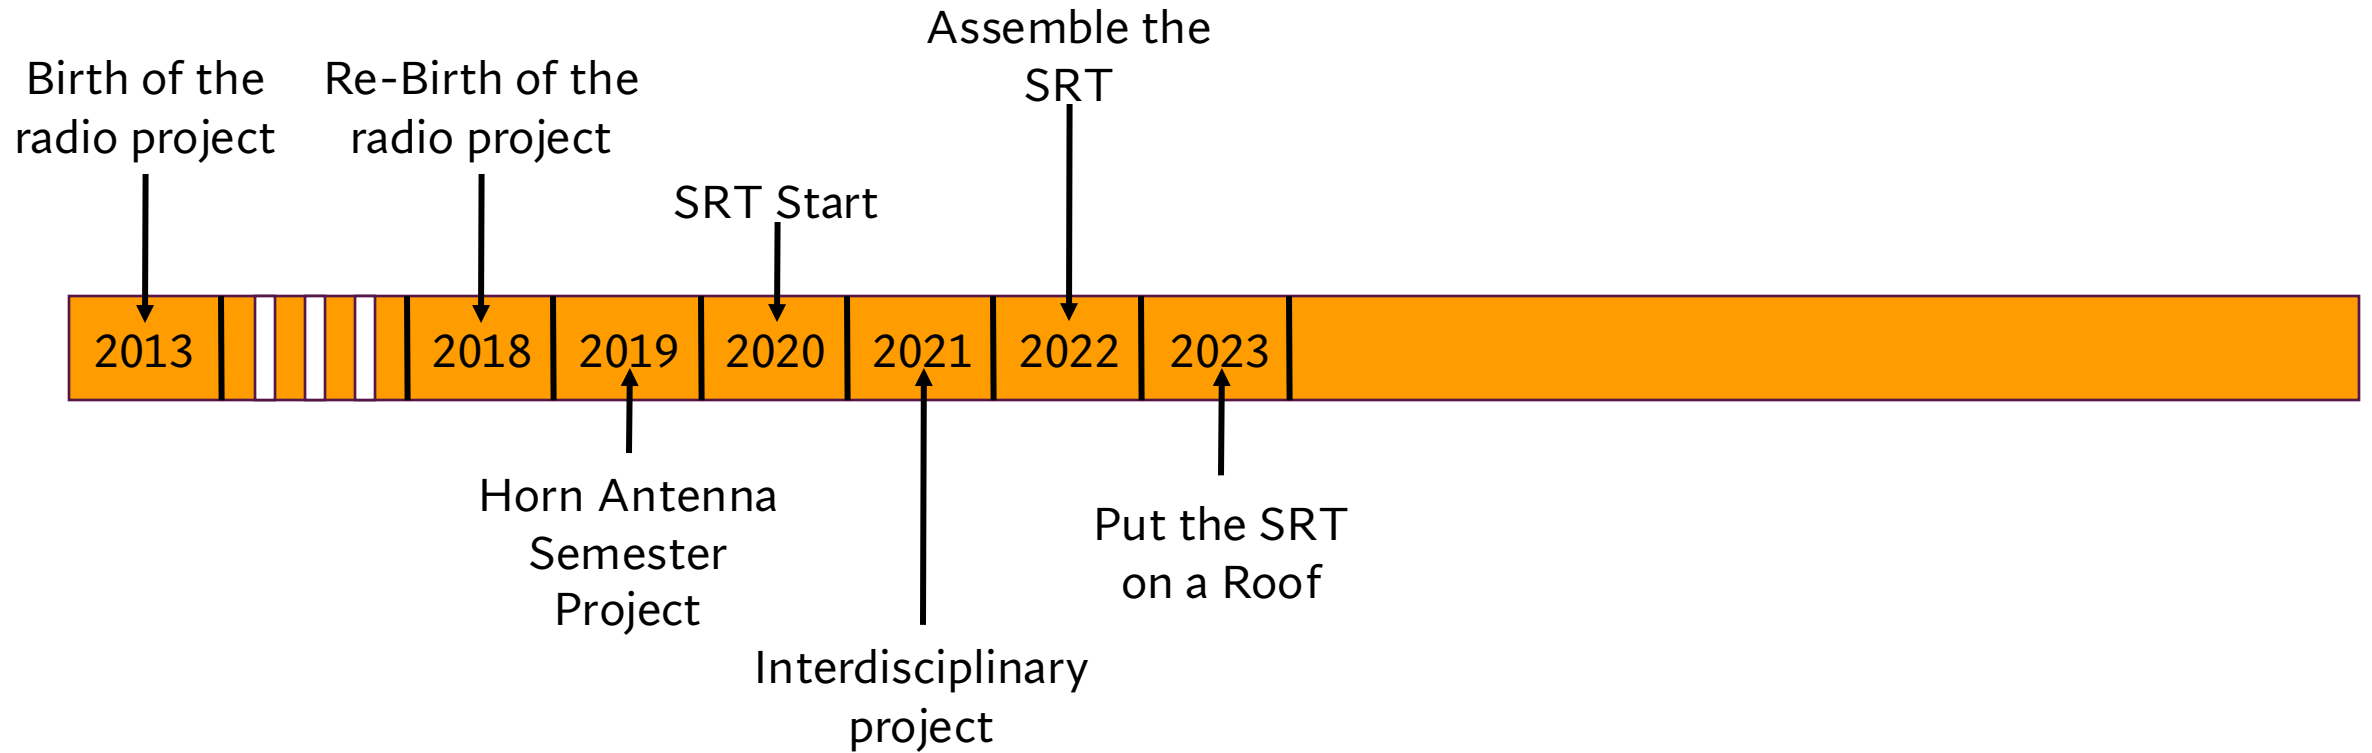 Assemble the
SRT
Birth of the
radio project
Re-Birth of the
radio project
SRT Start
2013
2018
2019
2020
2021
2022
2023
Horn Antenna
Semester
Project
Put the SRT
on a Roof
Interdisciplinary
project